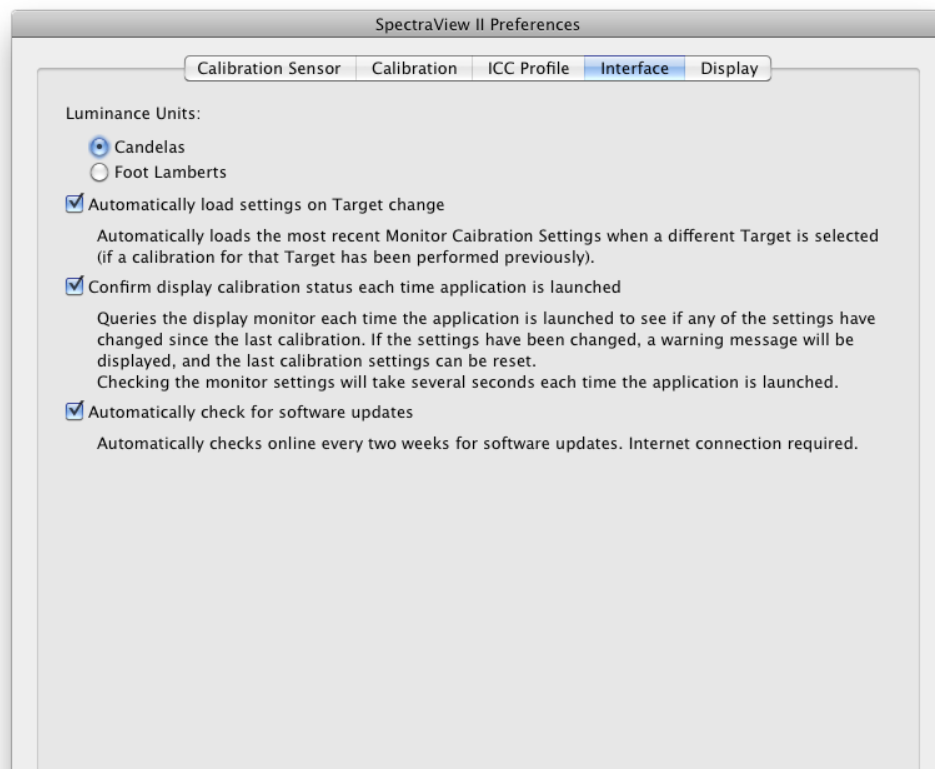 SpectraView II Preferences
Calibration Sensor Calibration ICC Profile Interface Display
Luminance Units:
Candelas
Foot Lamberts
Automatically load settings on Target change
Automatically loads the most recent Monitor Caibration Settings when a different Target is selected
(if a calibration for that Target has been performed previously).
Confirm display calibration status each time application is launched
Queries the display monitor each time the application is launched to see if any of the settings have
changed since the last calibration. If the settings have been changed, a warning message will be
displayed, and the last calibration settings can be reset.
Checking the monitor settings will take several seconds each time the application is launched.
Automatically check for software updates
Automatically checks online every two weeks for software updates. Internet connection required.